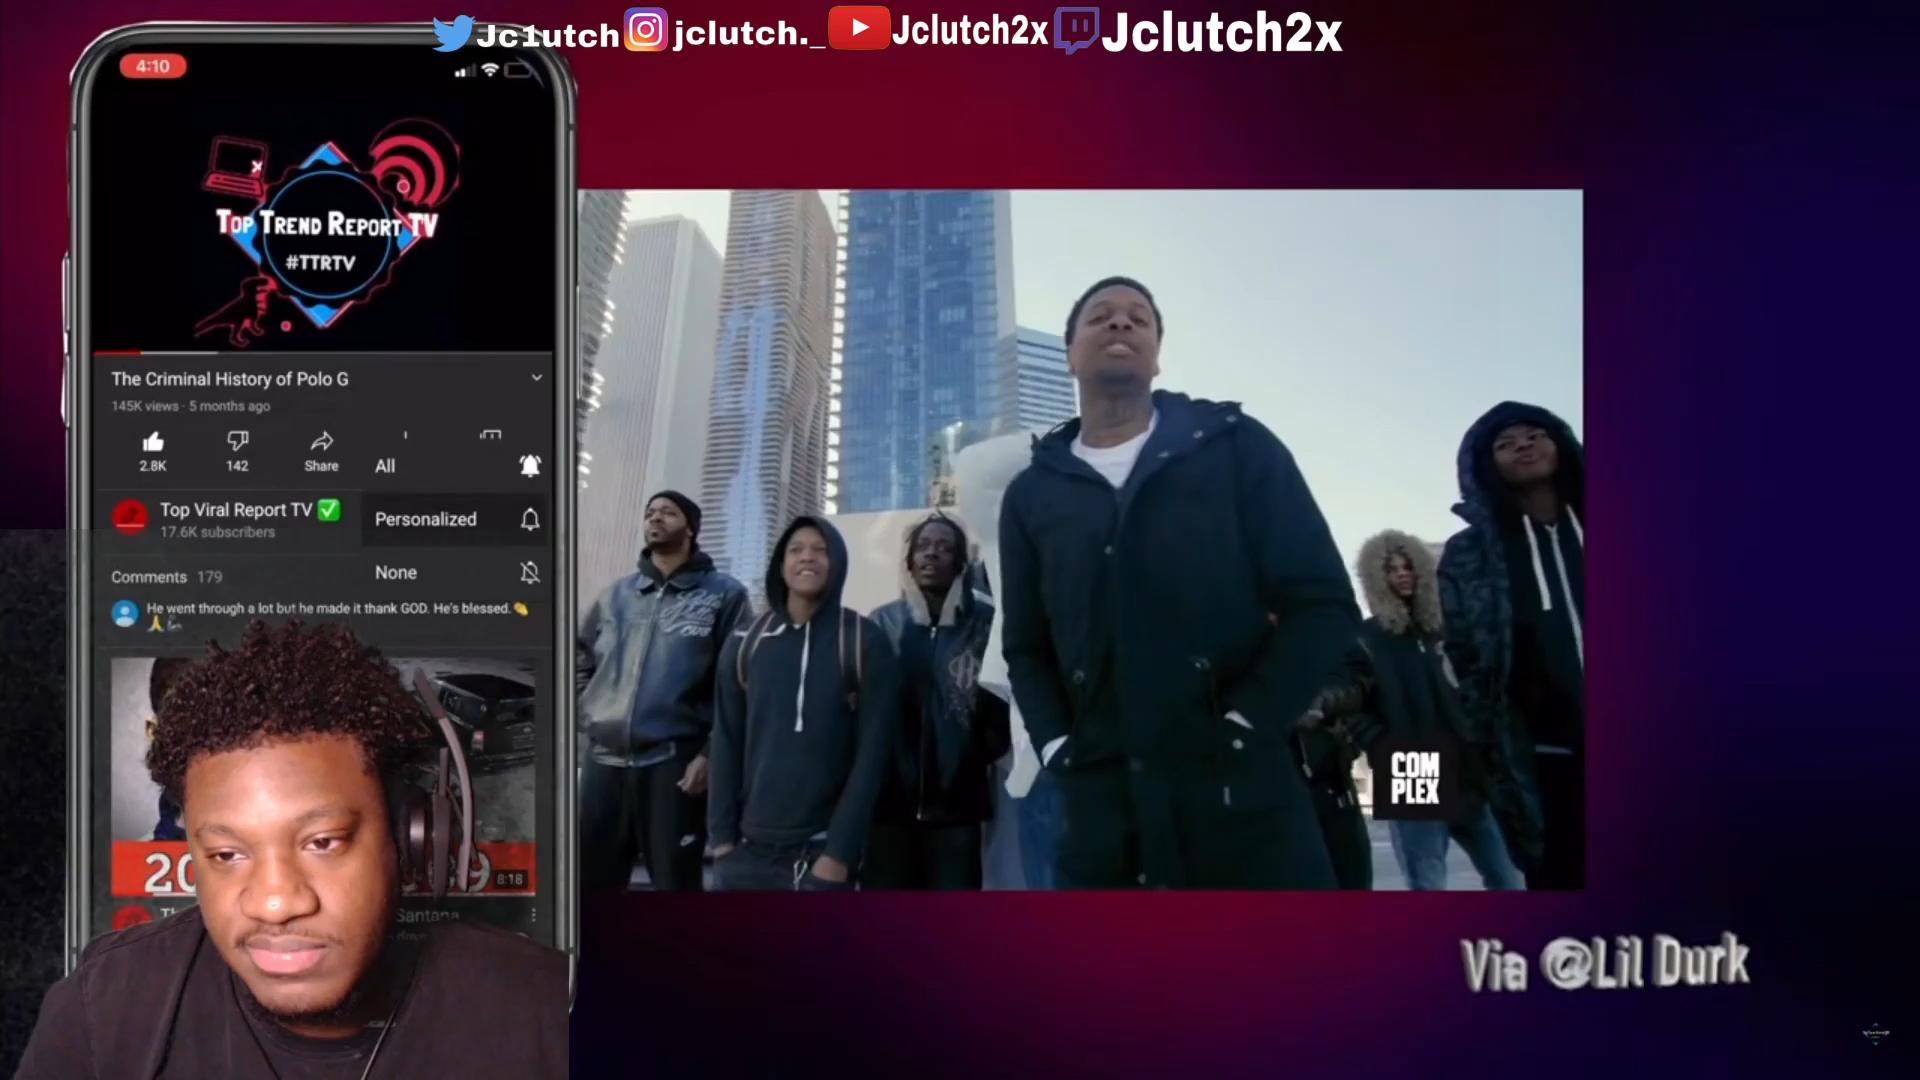 Jc1utch jclutch._ Jclutch2x Jclutch2x
4:10
TOP TREND REPORT TV
#TTRTV
The Criminal History of Polo G
145K views · 5 months ago
2.8K 142 Share All
Top Viral Report TV ✅
17.6K subscribers
Personalized
None
Comments 179
He went through a lot but he made it thank GOD. He's blessed. 👏
🙏
20
8:18
Santana
COM
PLEX
Via @Lil Durk